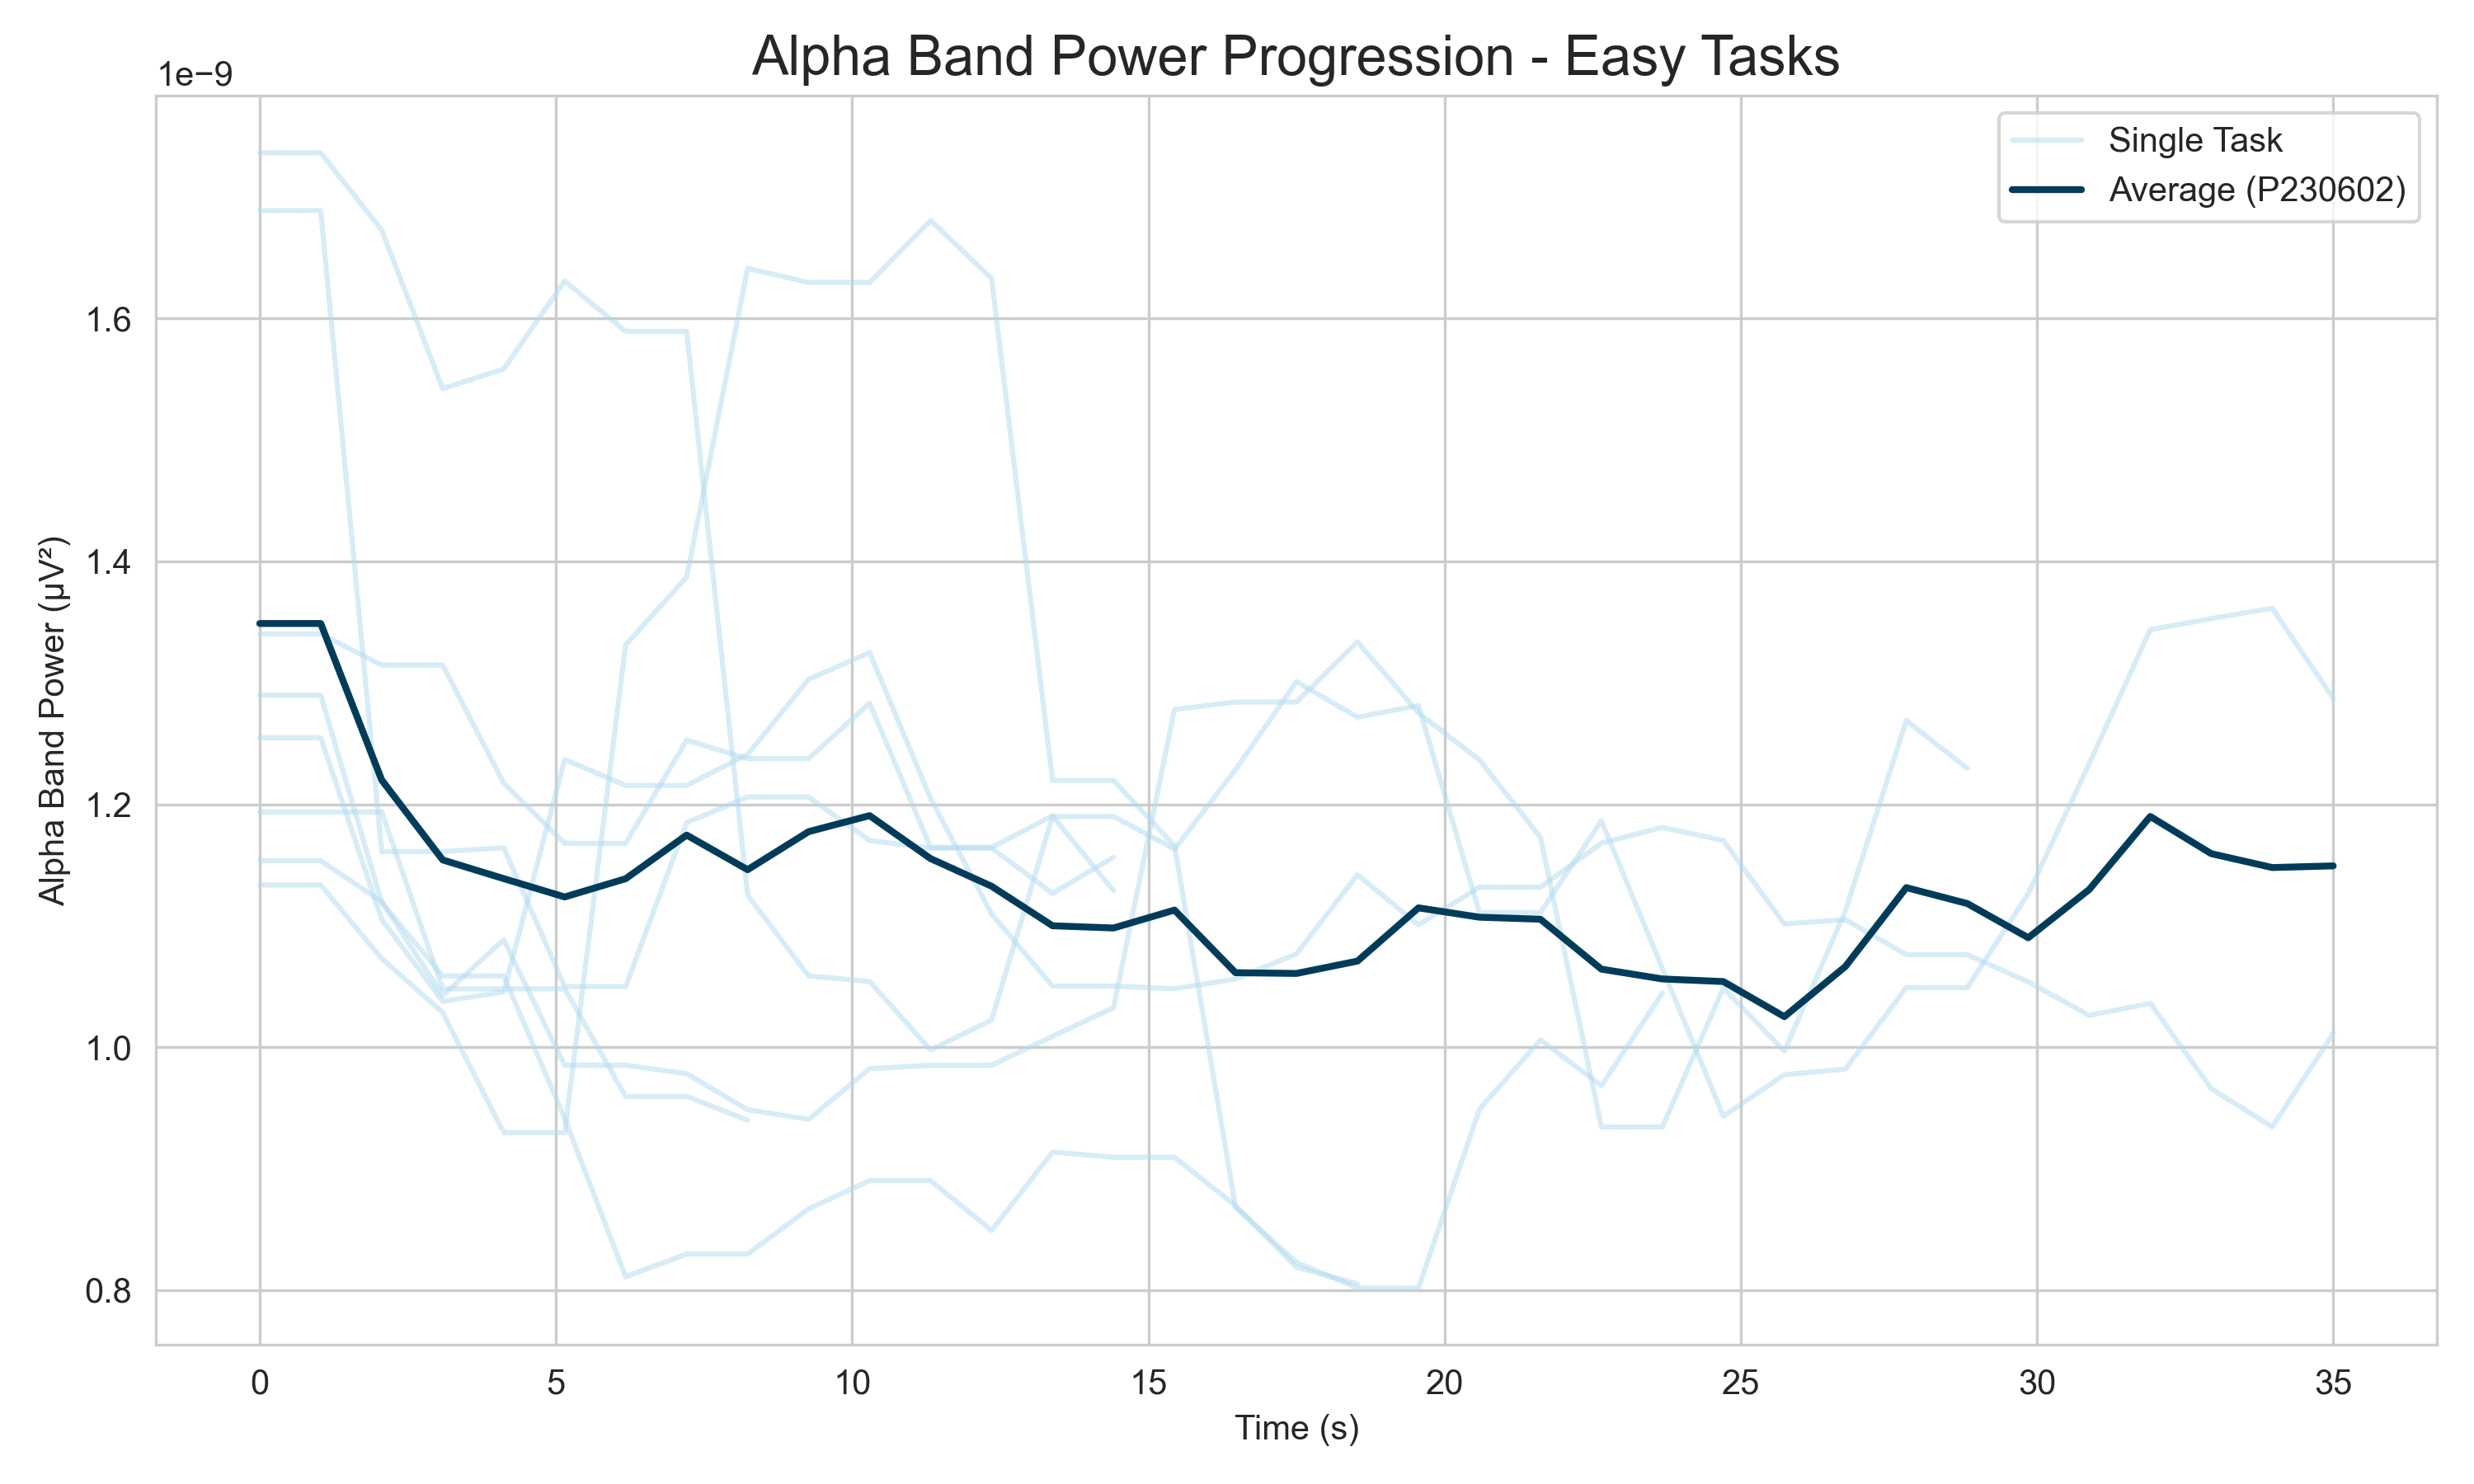 Alpha Band Power Progression - Easy Tasks
1e−9
Single Task
Average (P230602)
Alpha Band Power (µV²)
1.6
1.4
1.2
1.0
0.8
0 5 10 15 20 25 30 35
Time (s)